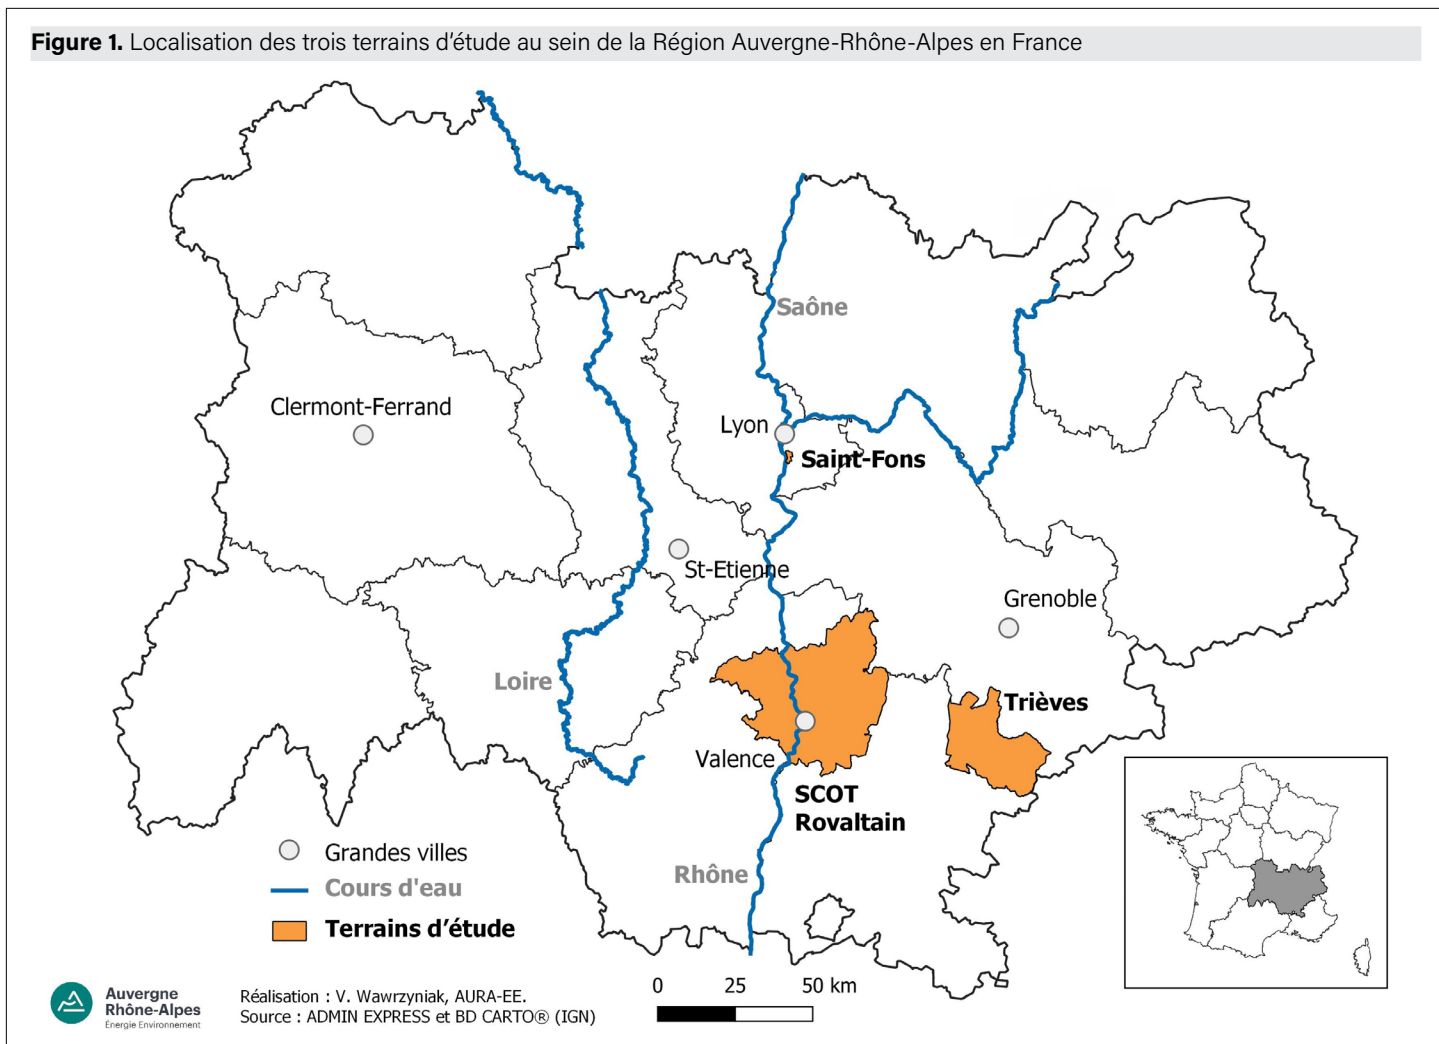 Figure 1. Localisation des trois terrains d'étude au sein de la Région Auvergne-Rhône-Alpes en France
Saône
Clermont-Ferrand
Lyon
Saint-Fons
St-Etienne
Grenoble
Loire
Trièves
Valence
SCOT
Rovaltain
Rhône
Grandes villes
Cours d'eau
Terrains d'étude
0 25 50 km
Auvergne
Rhône-Alpes
Énergie Environnement
Réalisation : V. Wawrzyniak, AURA-EE.
Source : ADMIN EXPRESS et BD CARTO® (IGN)